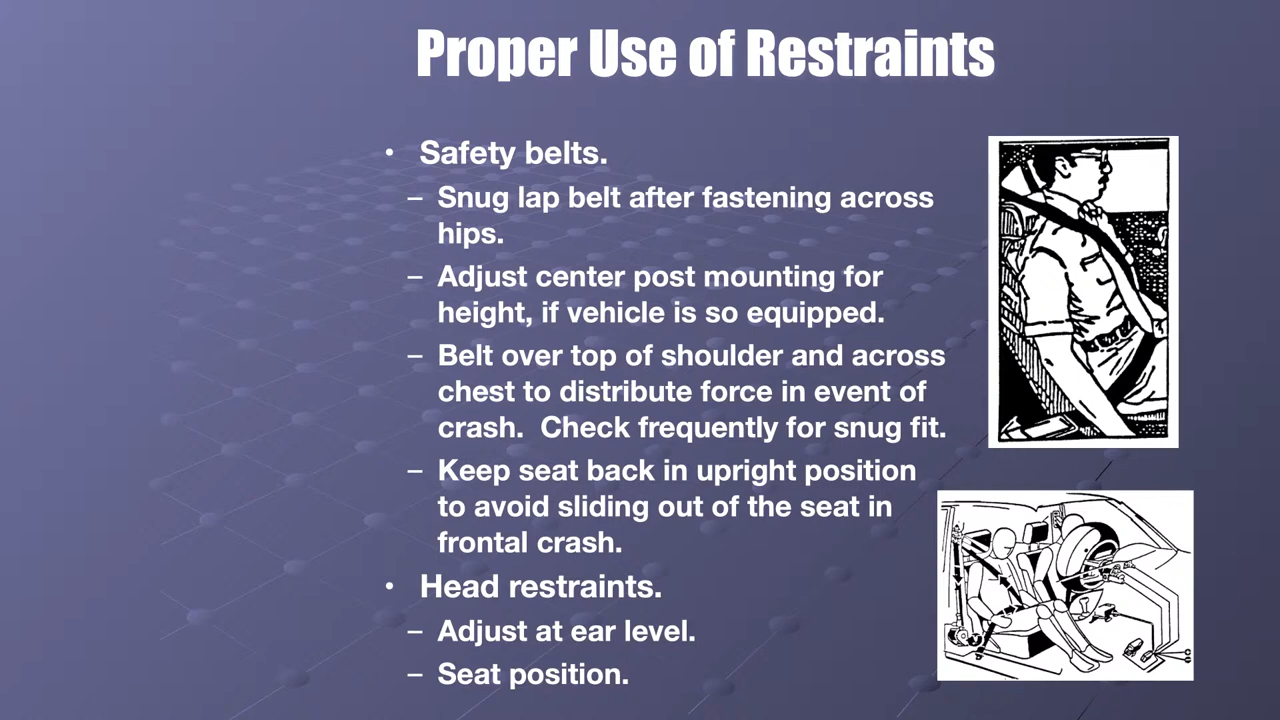 Proper Use of Restraints
• Safety belts.
– Snug lap belt after fastening across
hips.
– Adjust center post mounting for
height, if vehicle is so equipped.
– Belt over top of shoulder and across
chest to distribute force in event of
crash.  Check frequently for snug fit.
– Keep seat back in upright position
to avoid sliding out of the seat in
frontal crash.
• Head restraints.
– Adjust at ear level.
– Seat position.